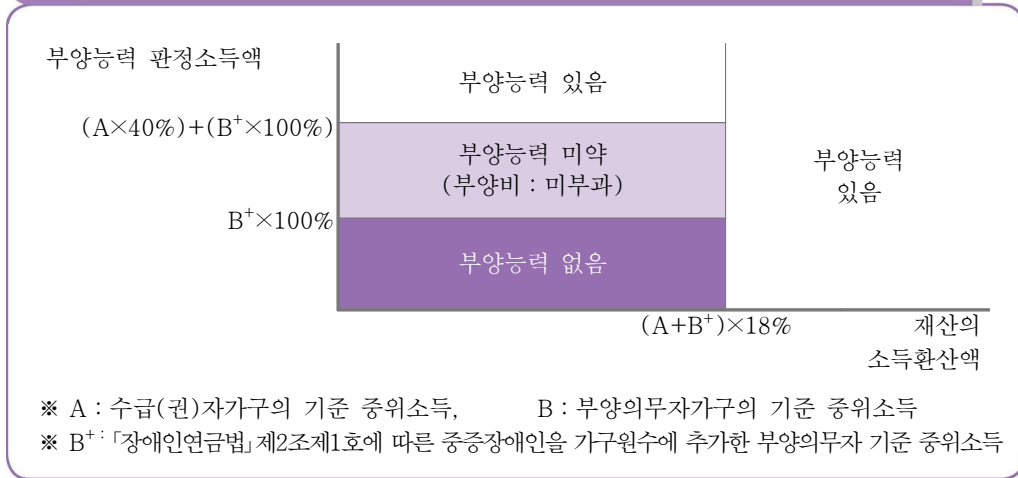 부양능력 판정소득액
부양능력 있음
(A×40%)+(B⁺×100%)
부양능력 미약
(부양비 : 미부과)
부양능력
있음
B⁺×100%
부양능력 없음
(A+B⁺)×18%
재산의
소득환산액
※ A : 수급(권)자가구의 기준 중위소득, B : 부양의무자가구의 기준 중위소득
※ B⁺ : 「장애인연금법」제2조제1호에 따른 중증장애인을 가구원수에 추가한 부양의무자 기준 중위소득